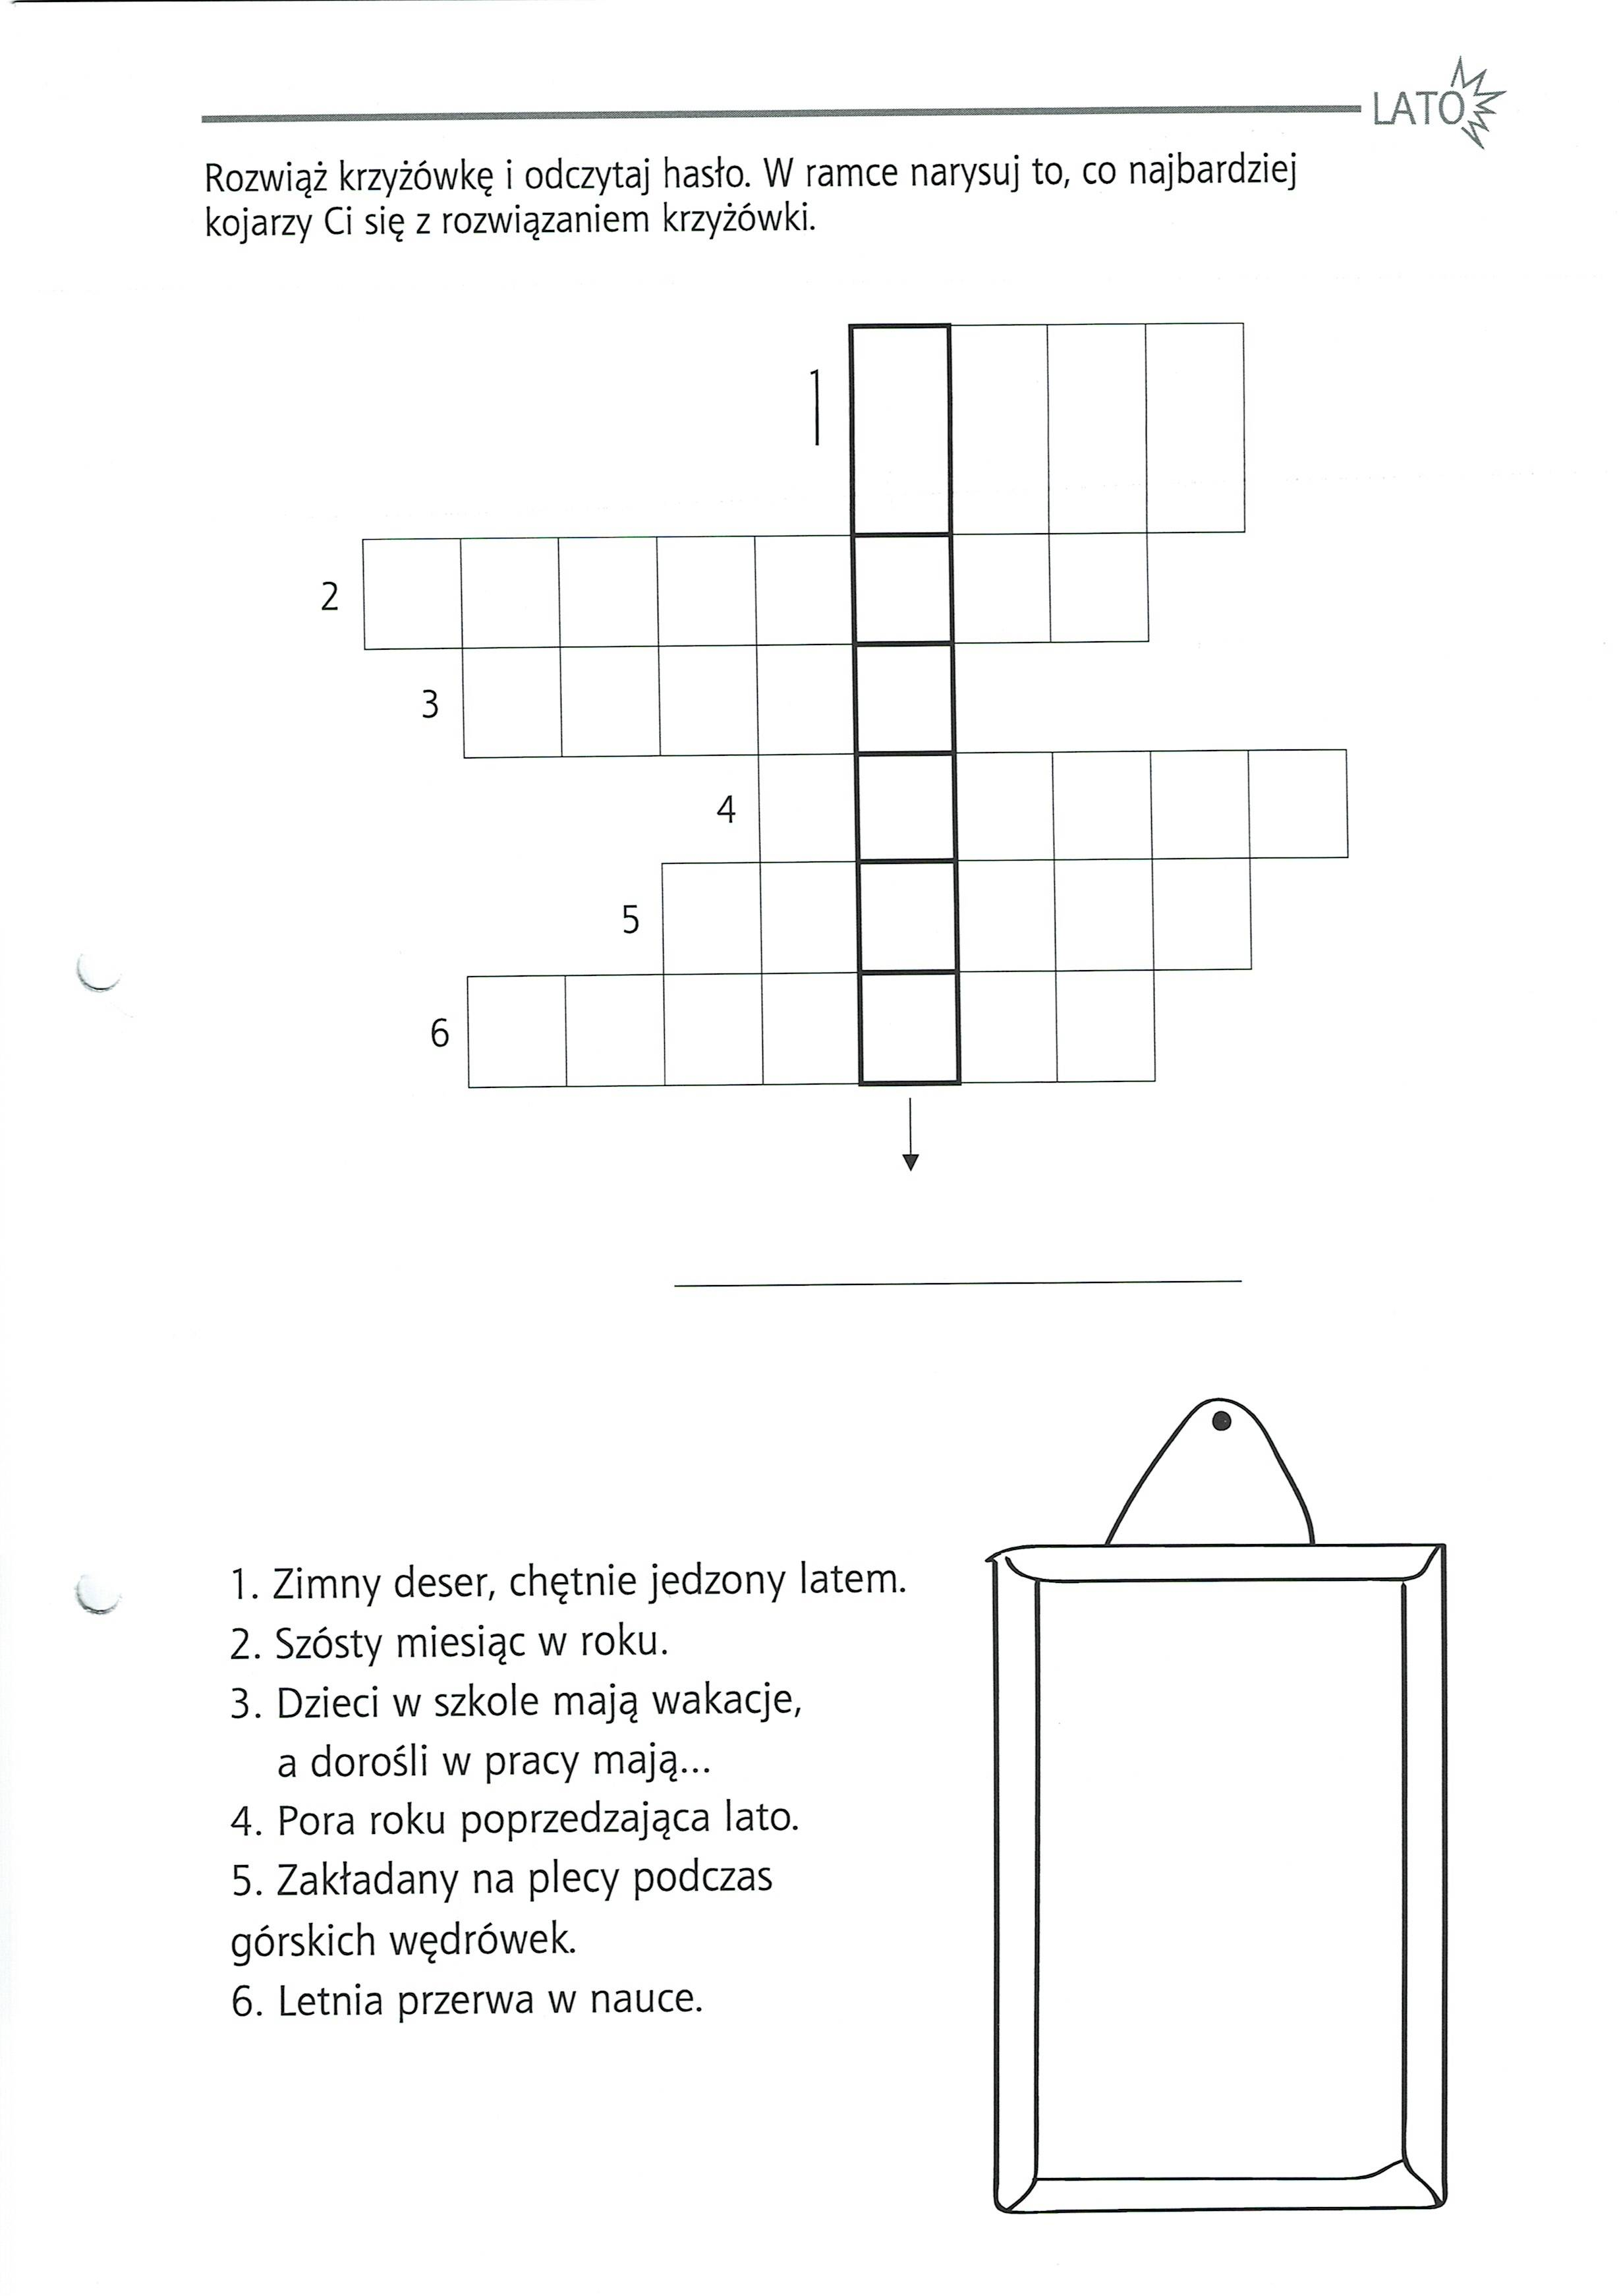 LATO
Rozwiąż krzyżówkę i odczytaj hasło. W ramce narysuj to, co najbardziej
kojarzy Ci się z rozwiązaniem krzyżówki.
1
2
3
4
5
6
1. Zimny deser, chętnie jedzony latem.
2. Szósty miesiąc w roku.
3. Dzieci w szkole mają wakacje,
a dorośli w pracy mają...
4. Pora roku poprzedzająca lato.
5. Zakładany na plecy podczas
górskich wędrówek.
6. Letnia przerwa w nauce.